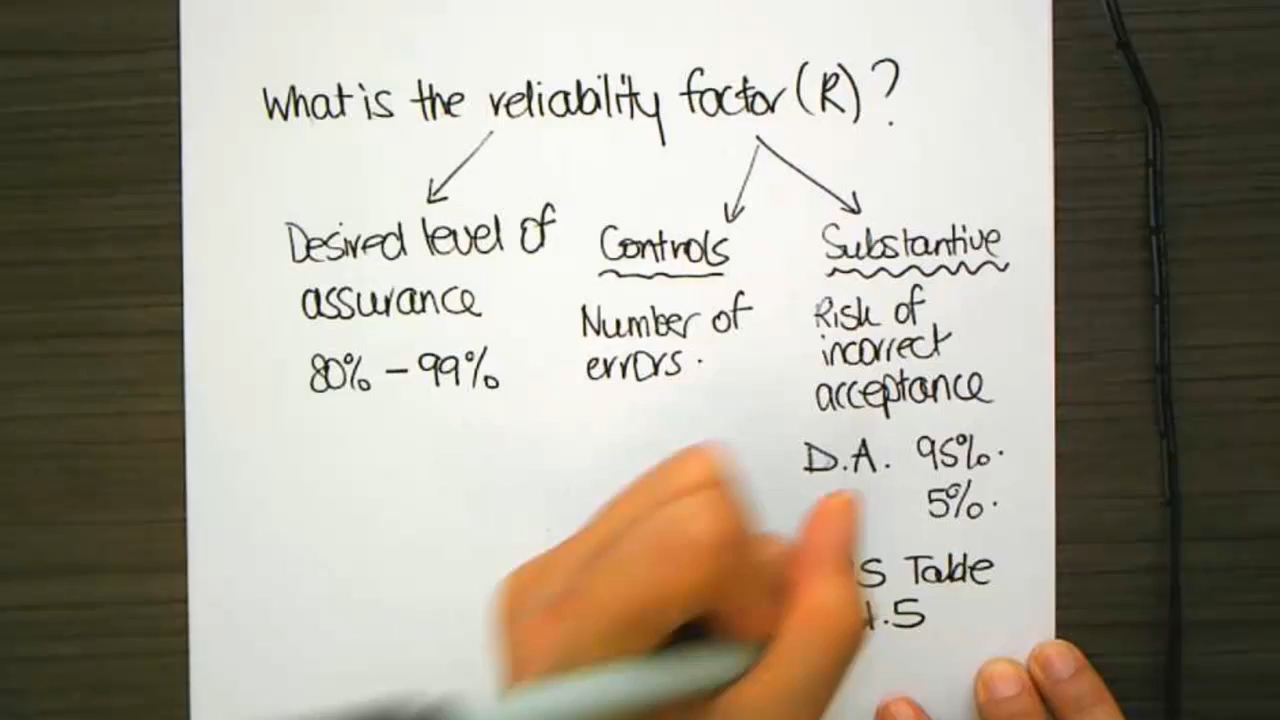 What is the reliability factor (R)?
Desired level of
assurance
80% - 99%
Controls
Number of
errors.
Substantive
Risk of
incorrect
acceptance
D.A. 95%.
5%.
Table
.5